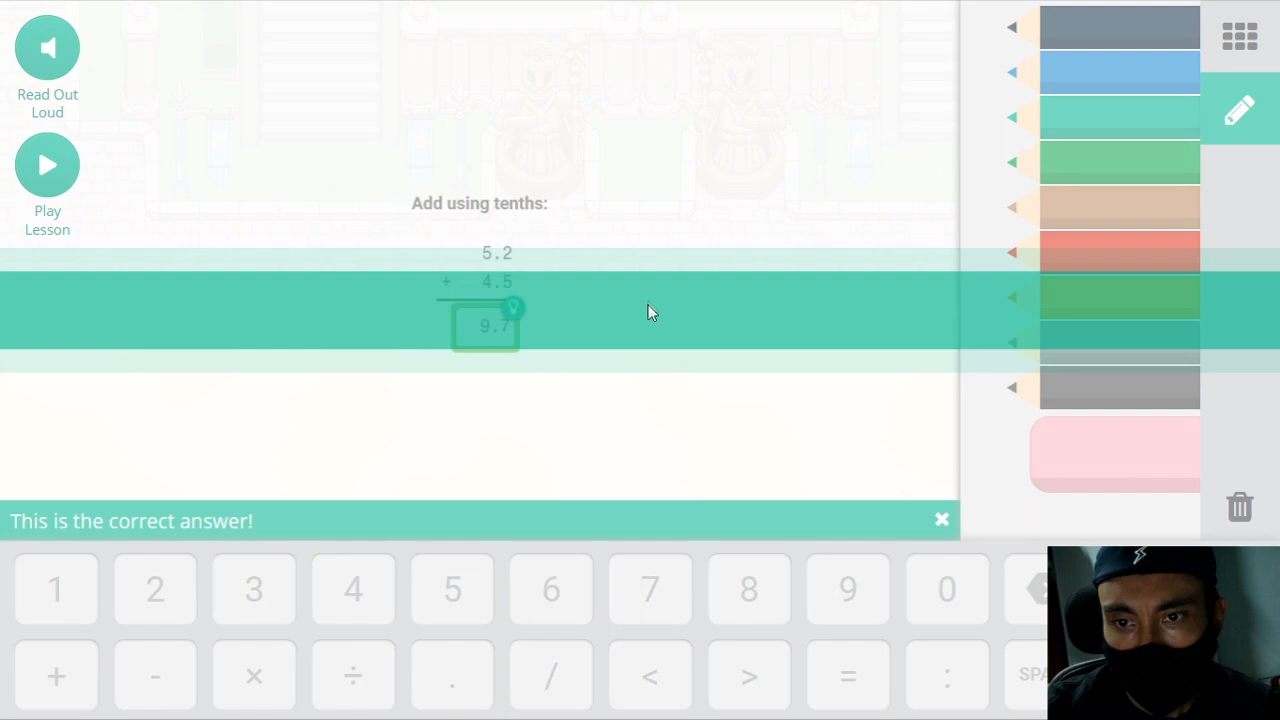 Read Out
Loud
Play
Lesson
Add using tenths:
5.2
+ 4.5
9.7
This is the correct answer!
1 2 3 4 5 6 7 8 9 0
+ - × ÷ . / < > = :